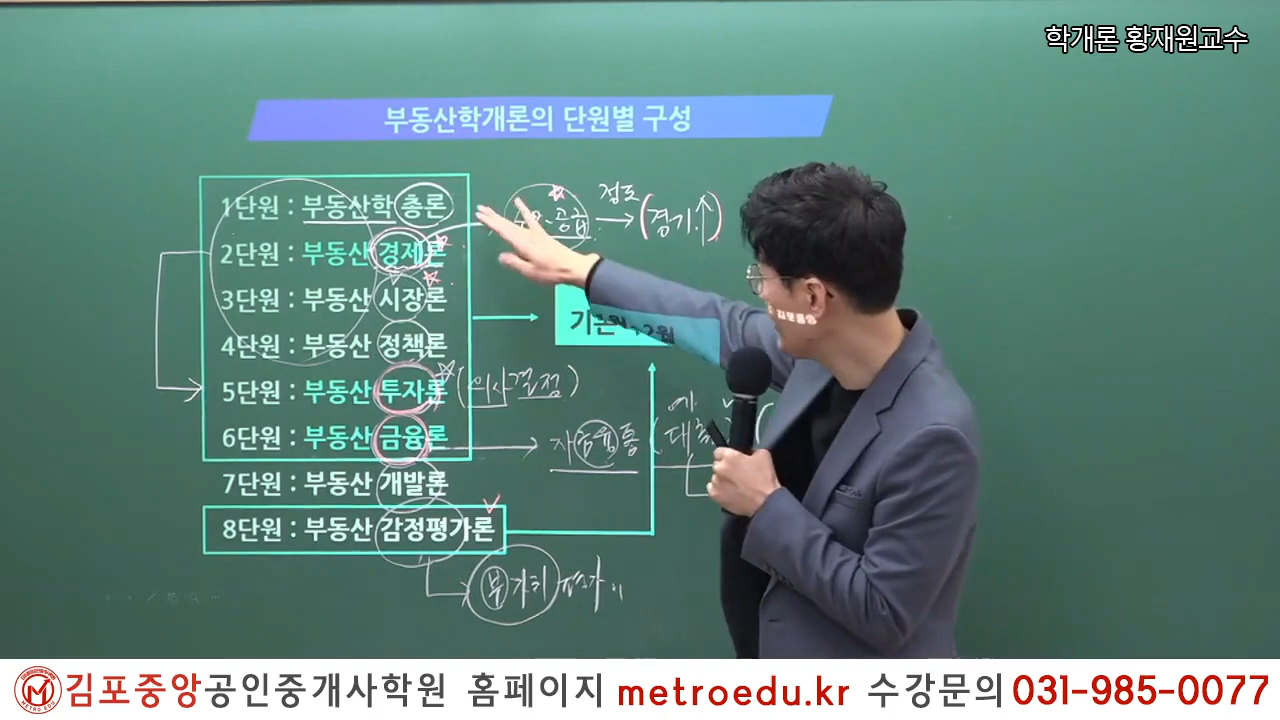 학개론 황재원교수
부동산학개론의 단원별 구성
1단원 : 부동산학 총론
2단원 : 부동산 경제론
3단원 : 부동산 시장론
4단원 : 부동산 정책론
5단원 : 부동산 투자론
6단원 : 부동산 금융론
7단원 : 부동산 개발론
8단원 : 부동산 감정평가론
공급
(경기↑)
(의사결정)
METRO EDU
김포중앙공인중개사학원 홈페이지 metroedu.kr 수강문의 031-985-0077